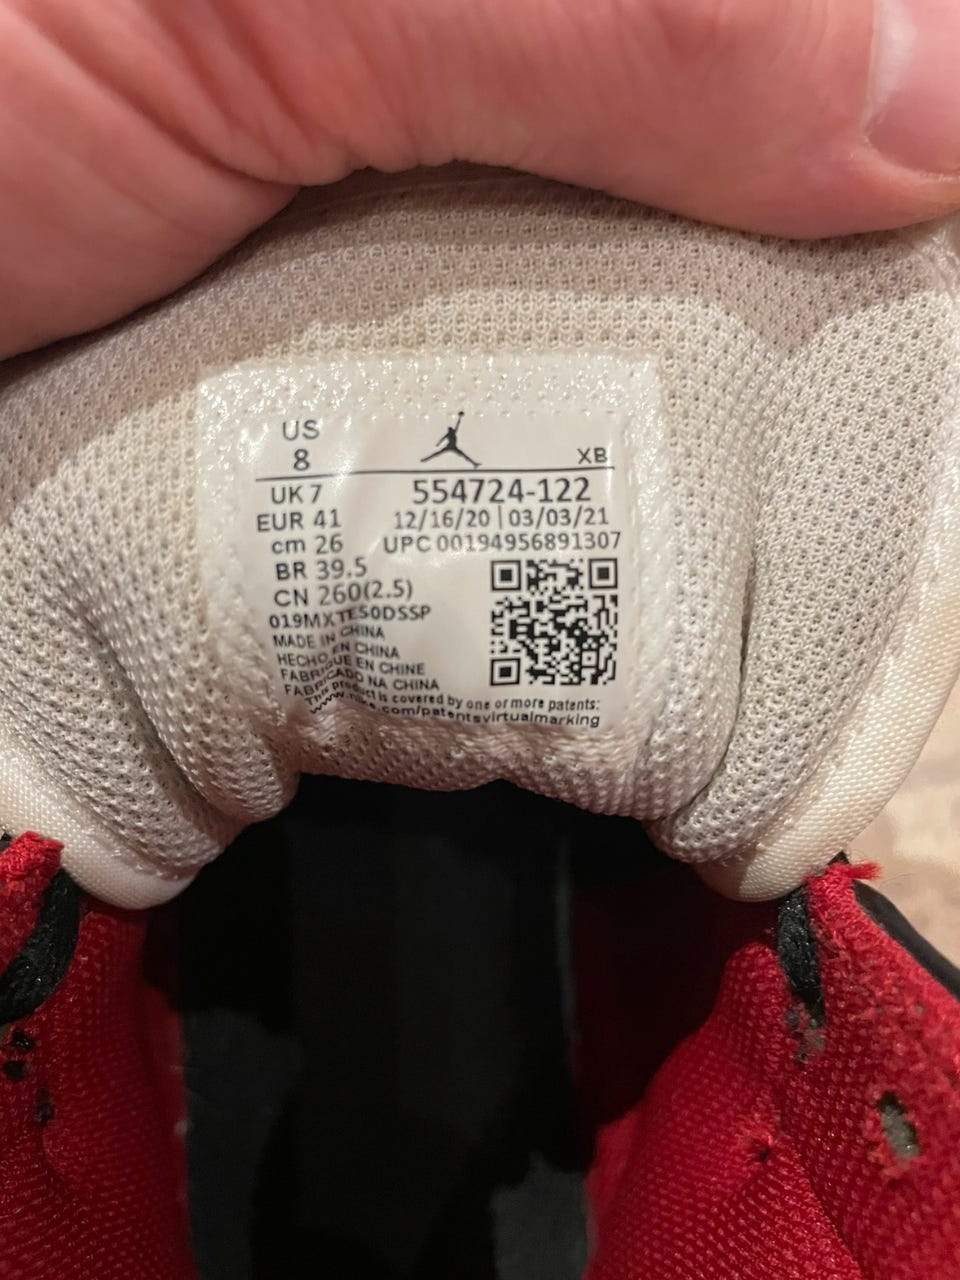 US
8
XB
UK 7
554724-122
EUR 41
12/16/20 | 03/03/21
cm 26
UPC 00194956891307
BR 39.5
CN 260(2.5)
019MXTE50DSSP
MADE IN CHINA
HECHO EN CHINA
FABRIQUE EN CHINE
FABRICADO NA CHINA
This product is covered by one or more patents:
www.nike.com/patentsvirtualmarking